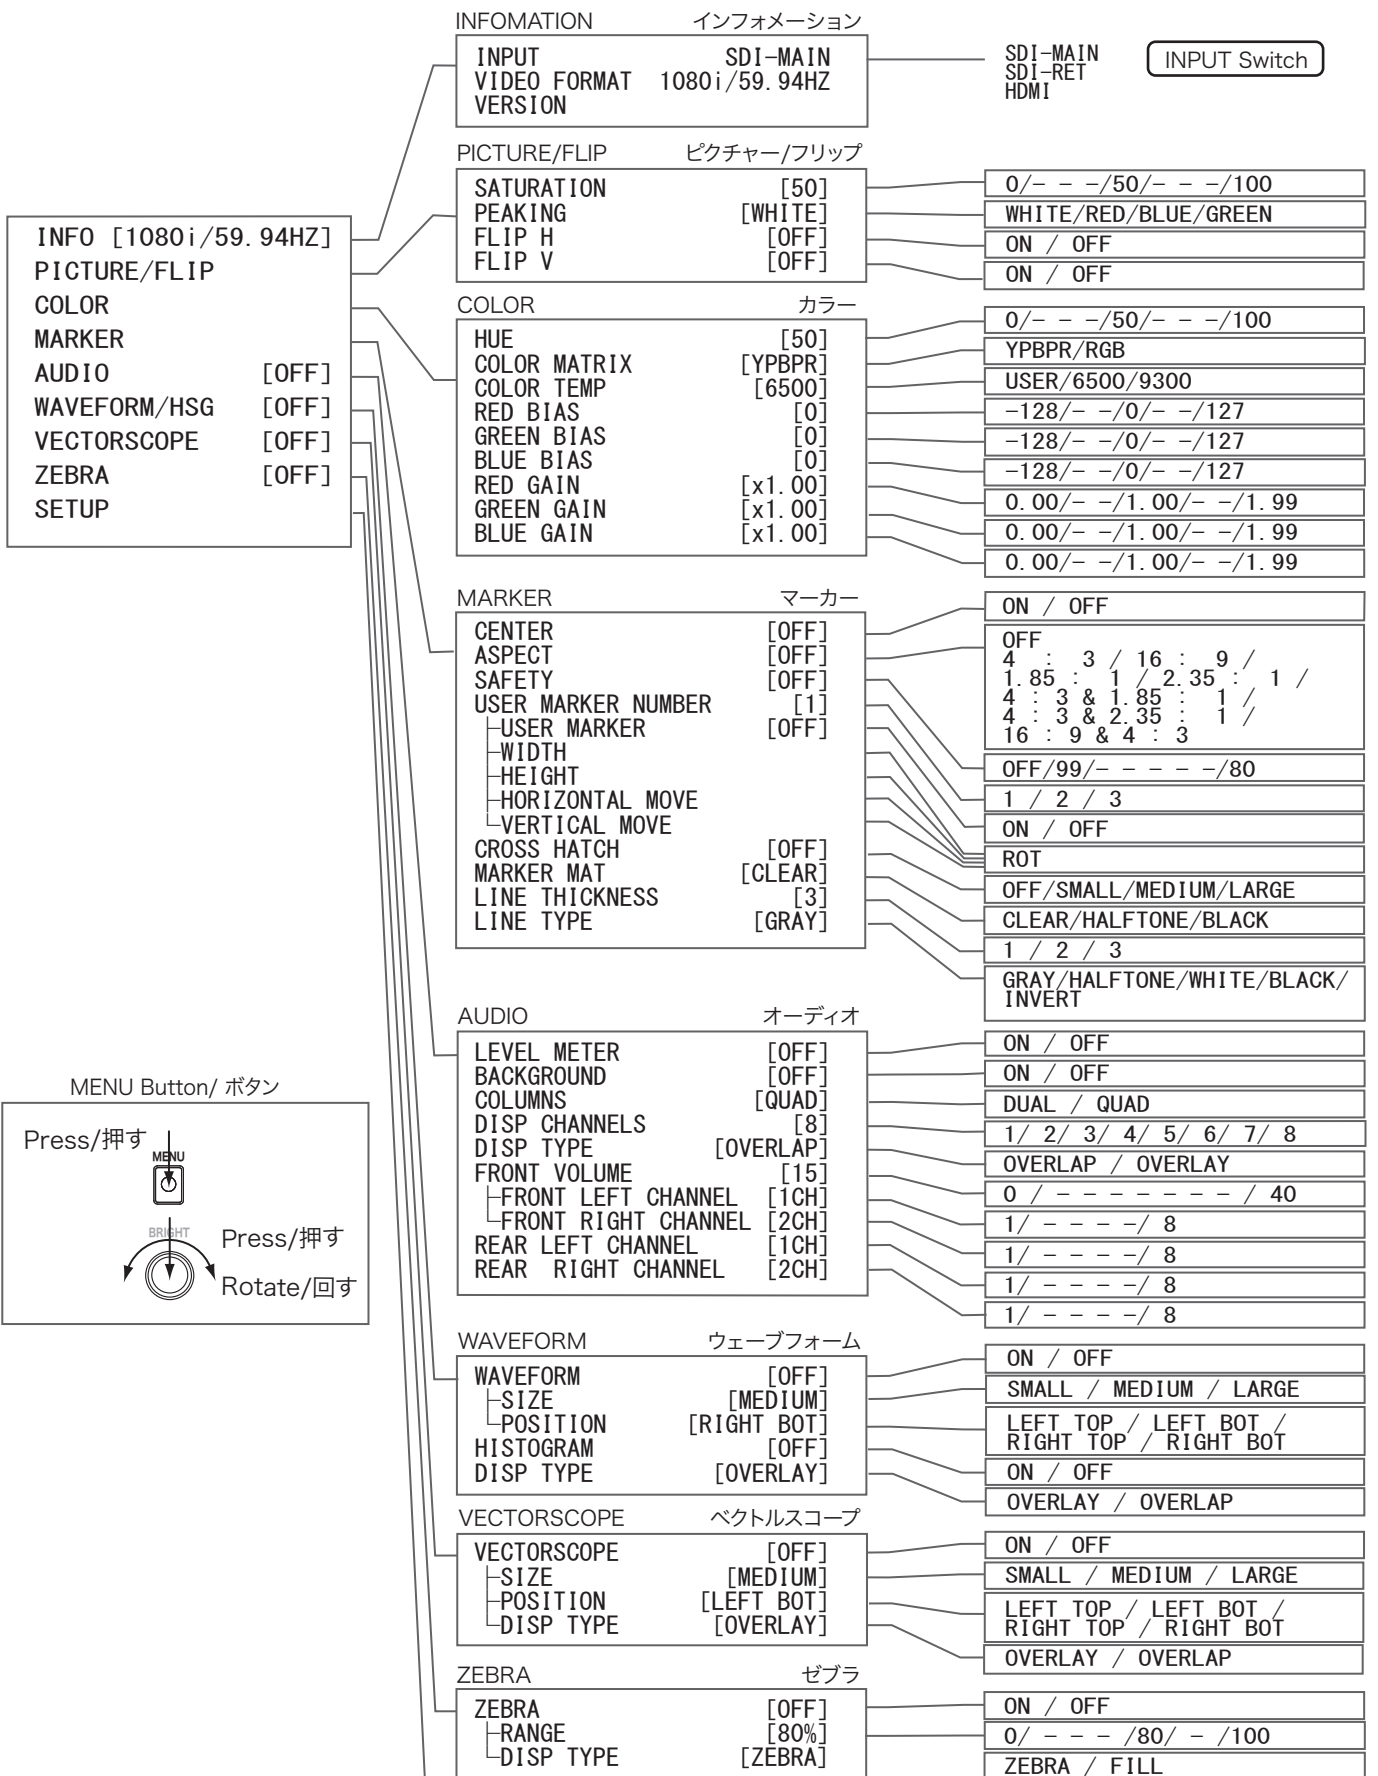 INFO [1080i/59.94HZ]
PICTURE/FLIP
COLOR
MARKER
AUDIO [OFF]
WAVEFORM/HSG [OFF]
VECTORSCOPE [OFF]
ZEBRA [OFF]
SETUP
MENU Button/ ボタン
Press/押す
MENU
BRIGHT
Press/押す
Rotate/回す
INFOMATION インフォメーション
INPUT SDI-MAIN
VIDEO FORMAT 1080i/59.94HZ
VERSION
SDI-MAIN
SDI-RET
HDMI
INPUT Switch
PICTURE/FLIP ピクチャー/フリップ
SATURATION [50]
PEAKING [WHITE]
FLIP H [OFF]
FLIP V [OFF]
0/- - -/50/- - -/100
WHITE/RED/BLUE/GREEN
ON / OFF
ON / OFF
COLOR カラー
HUE [50]
COLOR MATRIX [YPBPR]
COLOR TEMP [6500]
RED BIAS [0]
GREEN BIAS [0]
BLUE BIAS [0]
RED GAIN [x1.00]
GREEN GAIN [x1.00]
BLUE GAIN [x1.00]
0/- - -/50/- - -/100
YPBPR/RGB
USER/6500/9300
-128/- -/0/- -/127
-128/- -/0/- -/127
-128/- -/0/- -/127
0.00/- -/1.00/- -/1.99
0.00/- -/1.00/- -/1.99
0.00/- -/1.00/- -/1.99
MARKER マーカー
CENTER [OFF]
ASPECT [OFF]
SAFETY [OFF]
USER MARKER NUMBER [1]
├USER MARKER [OFF]
├WIDTH
├HEIGHT
├HORIZONTAL MOVE
└VERTICAL MOVE
CROSS HATCH [OFF]
MARKER MAT [CLEAR]
LINE THICKNESS [3]
LINE TYPE [GRAY]
ON / OFF
OFF
4 : 3 / 16 : 9 /
1.85 : 1 / 2.35 : 1 /
4 : 3 & 1.85 : 1 /
4 : 3 & 2.35 : 1 /
16 : 9 & 4 : 3
OFF/99/- - - - -/80
1 / 2 / 3
ON / OFF
ROT
OFF/SMALL/MEDIUM/LARGE
CLEAR/HALFTONE/BLACK
1 / 2 / 3
GRAY/HALFTONE/WHITE/BLACK/
INVERT
AUDIO オーディオ
LEVEL METER [OFF]
BACKGROUND [OFF]
COLUMNS [QUAD]
DISP CHANNELS [8]
DISP TYPE [OVERLAP]
FRONT VOLUME [15]
├FRONT LEFT CHANNEL [1CH]
└FRONT RIGHT CHANNEL [2CH]
REAR LEFT CHANNEL [1CH]
REAR RIGHT CHANNEL [2CH]
ON / OFF
ON / OFF
DUAL / QUAD
1/ 2/ 3/ 4/ 5/ 6/ 7/ 8
OVERLAP / OVERLAY
0 / - - - - - - - / 40
1/ - - - -/ 8
1/ - - - -/ 8
1/ - - - -/ 8
1/ - - - -/ 8
WAVEFORM ウェーブフォーム
WAVEFORM [OFF]
├SIZE [MEDIUM]
└POSITION [RIGHT BOT]
HISTOGRAM [OFF]
DISP TYPE [OVERLAY]
ON / OFF
SMALL / MEDIUM / LARGE
LEFT TOP / LEFT BOT /
RIGHT TOP / RIGHT BOT
ON / OFF
OVERLAY / OVERLAP
VECTORSCOPE ベクトルスコープ
VECTORSCOPE [OFF]
├SIZE [MEDIUM]
├POSITION [LEFT BOT]
└DISP TYPE [OVERLAY]
ON / OFF
SMALL / MEDIUM / LARGE
LEFT TOP / LEFT BOT /
RIGHT TOP / RIGHT BOT
OVERLAY / OVERLAP
ZEBRA ゼブラ
ZEBRA [OFF]
├RANGE [80%]
└DISP TYPE [ZEBRA]
ON / OFF
0/ - - - /80/ - /100
ZEBRA / FILL